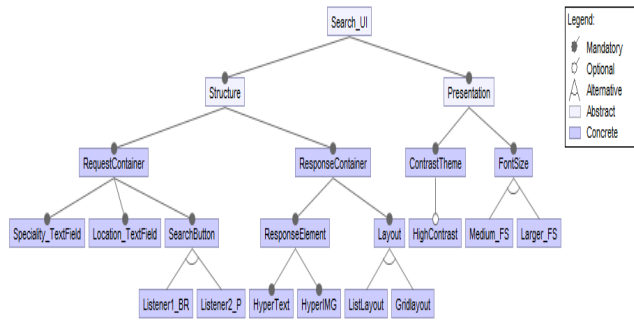 Search_UI
Legend:
Mandatory
Optional
Alternative
Abstract
Concrete
Structure
Presentation
RequestContainer
ResponseContainer
ContrastTheme
FontSize
Speciality_TextField
Location_TextField
SearchButton
ResponseElement
Layout
HighContrast
Medium_FS
Larger_FS
Listener1_BR
Listener2_P
HyperText
HyperIMG
ListLayout
Gridlayout